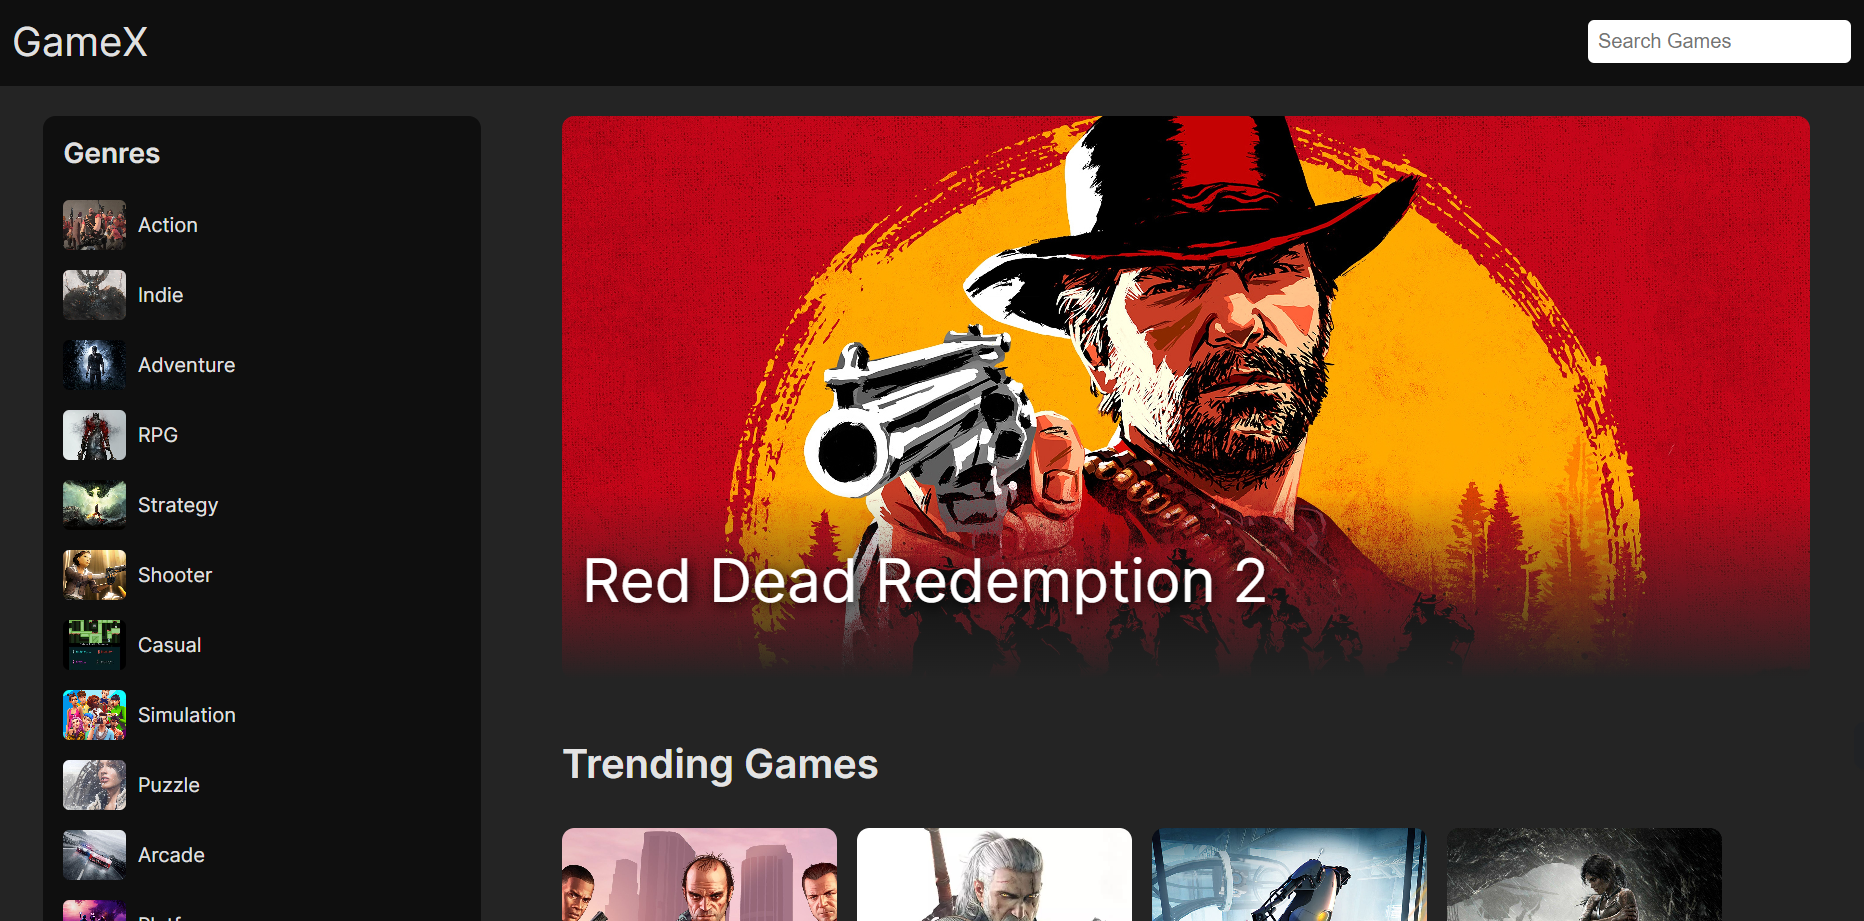 GameX
Search Games
Genres
Action
Indie
Adventure
RPG
Strategy
Shooter
Casual
Simulation
Puzzle
Arcade
Red Dead Redemption 2
Trending Games